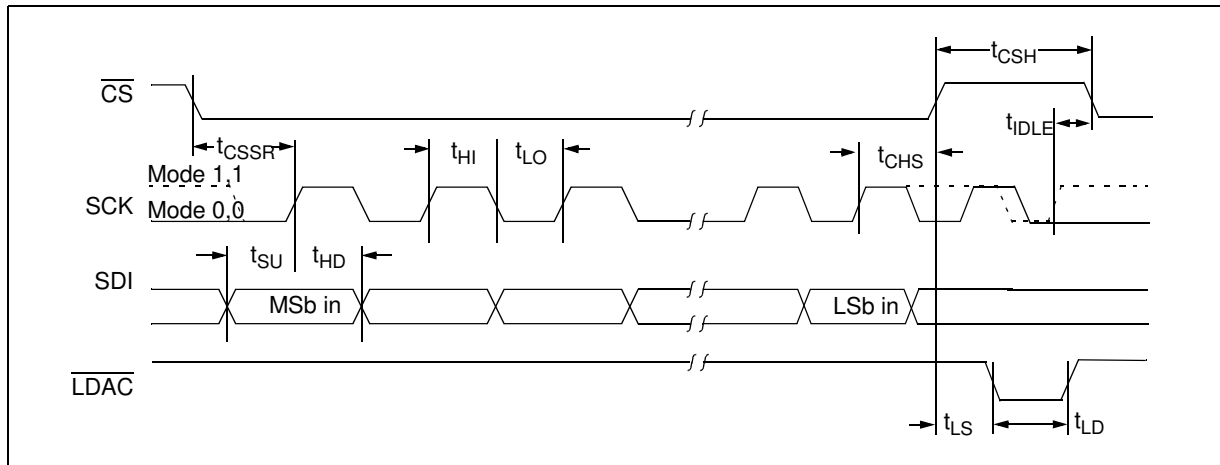 tCSH
CS
tIDLE
tCSSR
tHI
tLO
tCHS
Mode 1,1
SCK
Mode 0,0
tSU
tHD
SDI
MSb in
LSb in
LDAC
tLS
tLD